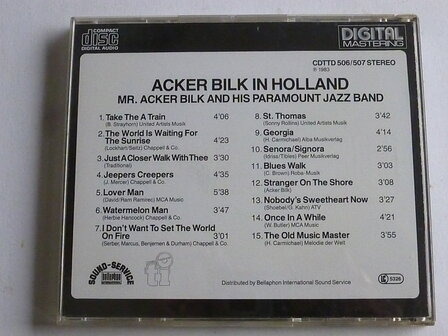 COMPACT
disc
DIGITAL AUDIO
DIGITAL
MASTERING
CDTTD 506/507 STEREO
℗ 1983
ACKER BILK IN HOLLAND
MR. ACKER BILK AND HIS PARAMOUNT JAZZ BAND
1. Take The A Train 4'06
(B. Strayhorn) United Artists Musik
2. The World Is Waiting For
The Sunrise 4'23
(Lockhart/Seitz) Chappell & Co.
3. Just A Closer Walk With Thee 3'30
(Traditional)
4. Jeepers Creepers 4'35
(J. Mercer) Chappell & Co.
5. Lover Man 5'38
(David/Ram Ramirec) MCA Musik
6. Watermelon Man 3'47
(Herbie Hancock) Chappell & Co.
7. I Don't Want To Set The World
On Fire 3'01
(Serber, Marcus, Benjemen & Durham) Chappell & Co.
8. St. Thomas 3'42
(Sonny Rollins) United Artists Musik
9. Georgia 4'14
(H. Carmichael) Alba Musikverlag
10. Senora/Signora 2'56
(Idriss/Tibles) Peer Musikverlag
11. Blues Walk 3'03
(C. Brown) Roba-Musik
12. Stranger On The Shore 3'08
(Acker Bilk)
13. Nobody's Sweetheart Now 3'27
(Shoebel/G. Kahn) ATV
14. Once In A While 4'21
(W. Butler) MCA Musik
15. The Old Music Master 3'55
(H. Carmichael) Melodie der Welt
SOUND-SERVICE
INTERNATIONAL
Distributed by Bellaphon International Sound Service
LC 5326